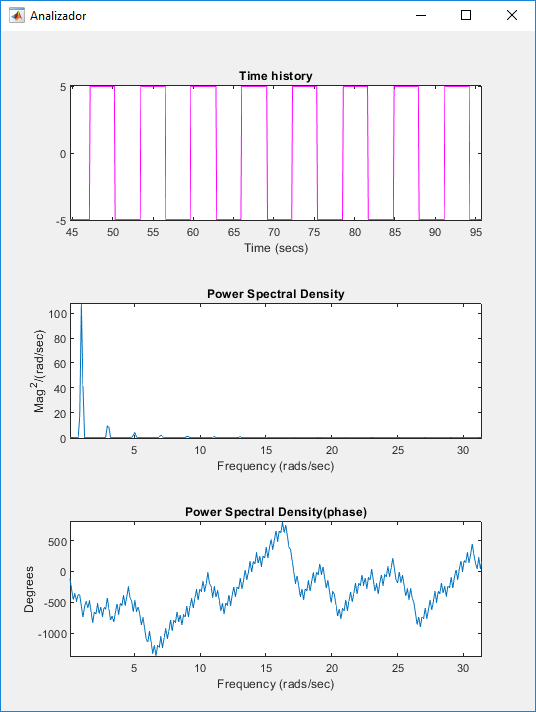 Analizador
Time history
5
0
-5
45 50 55 60 65 70 75 80 85 90 95
Time (secs)
Power Spectral Density
Mag^2/(rad/sec)
100
80
60
40
20
0
5 10 15 20 25 30
Frequency (rads/sec)
Power Spectral Density(phase)
Degrees
500
0
-500
-1000
5 10 15 20 25 30
Frequency (rads/sec)